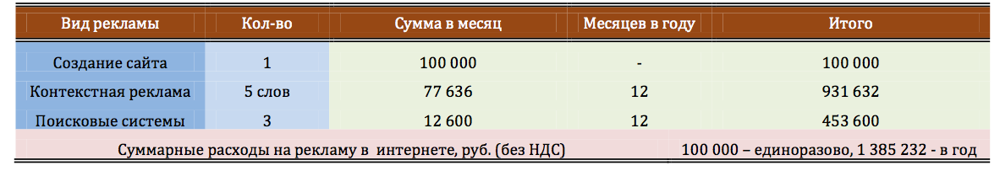 Вид рекламы Кол-во Сумма в месяц Месяцев в году Итого
Создание сайта 1 100 000 - 100 000
Контекстная реклама 5 слов 77 636 12 931 632
Поисковые системы 3 12 600 12 453 600
Суммарные расходы на рекламу в интернете, руб. (без НДС) 100 000 – единоразово, 1 385 232 - в год